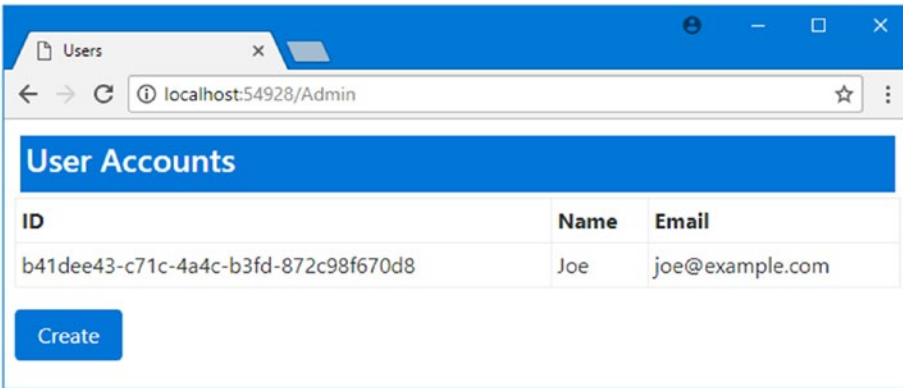 Users
localhost:54928/Admin
User Accounts
ID Name Email
b41dee43-c71c-4a4c-b3fd-872c98f670d8 Joe joe@example.com
Create